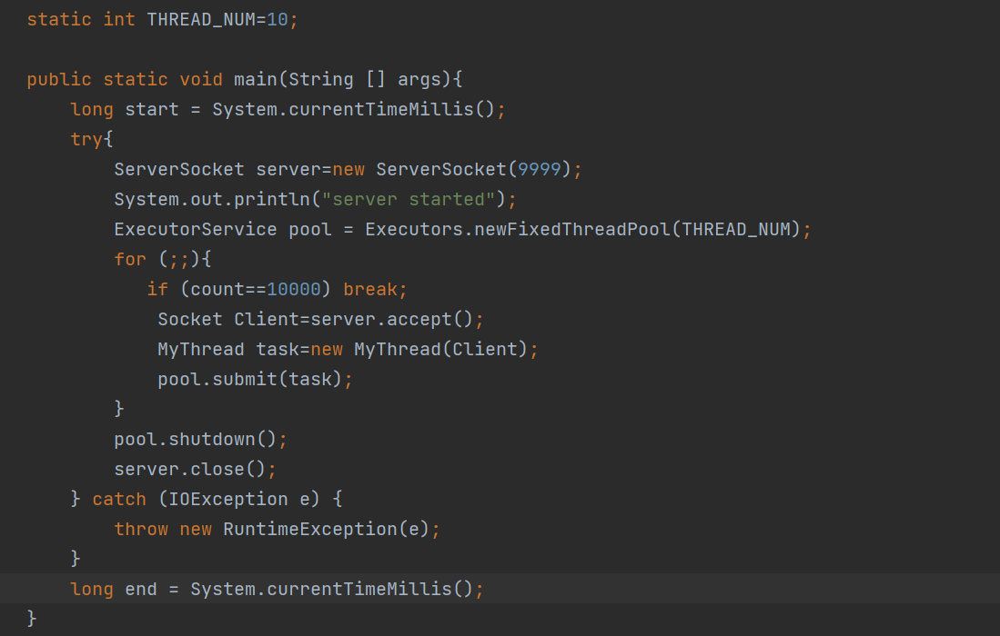 static int THREAD_NUM=10;
public static void main(String [] args){
long start = System.currentTimeMillis();
try{
ServerSocket server=new ServerSocket(9999);
System.out.println("server started");
ExecutorService pool = Executors.newFixedThreadPool(THREAD_NUM);
for (;;){
if (count==10000) break;
Socket Client=server.accept();
MyThread task=new MyThread(Client);
pool.submit(task);
}
pool.shutdown();
server.close();
} catch (IOException e) {
throw new RuntimeException(e);
}
long end = System.currentTimeMillis();
}